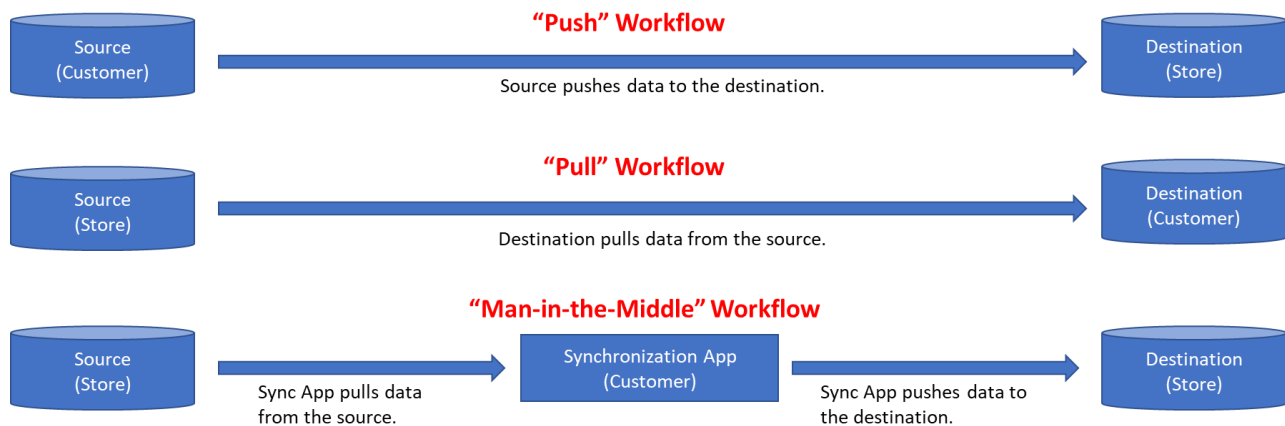 “Push” Workflow
Source
(Customer)
Destination
(Store)
Source pushes data to the destination.
“Pull” Workflow
Source
(Store)
Destination
(Customer)
Destination pulls data from the source.
“Man-in-the-Middle” Workflow
Source
(Store)
Synchronization App
(Customer)
Destination
(Store)
Sync App pulls data
from the source.
Sync App pushes data to
the destination.